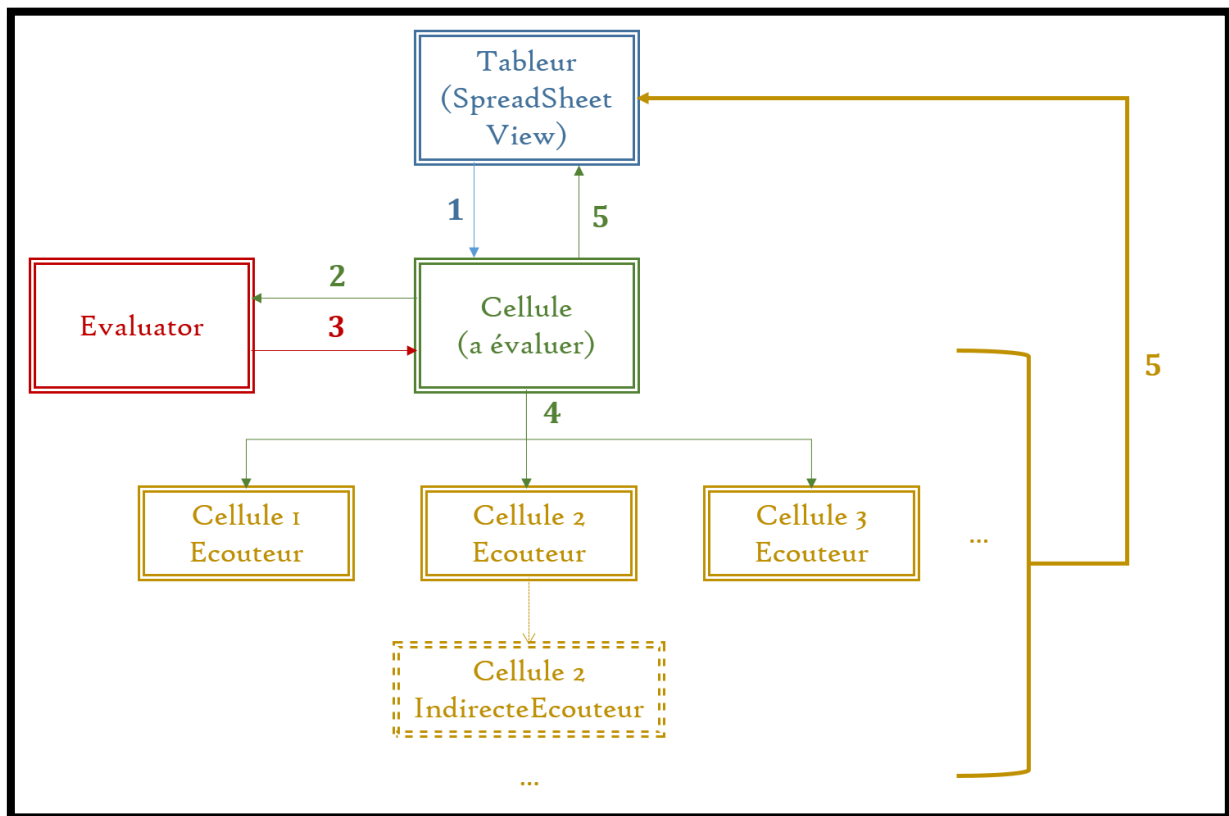 Tableur
(SpreadSheet
View)
1
5
2
Evaluator
3
Cellule
(a évaluer)
5
4
Cellule 1
Ecouteur
Cellule 2
Ecouteur
Cellule 3
Ecouteur
...
Cellule 2
IndirecteEcouteur
...